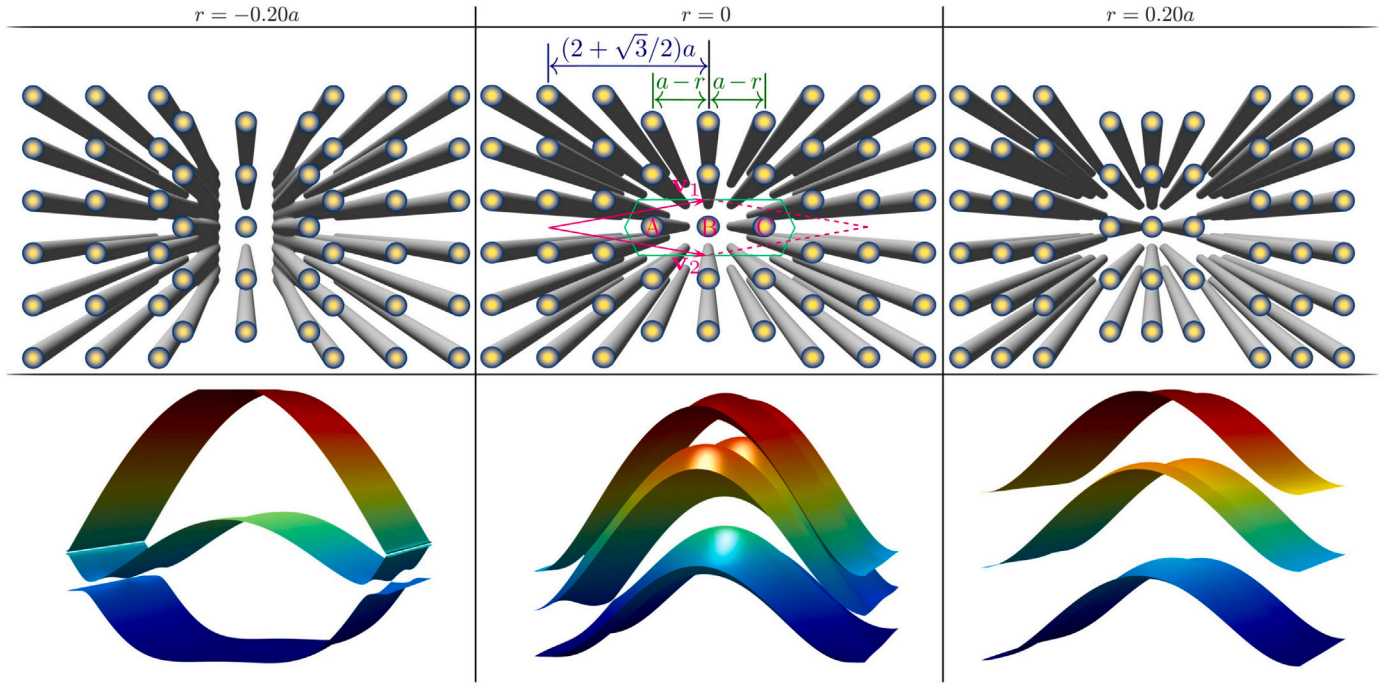 r = −0.20a
r = 0
r = 0.20a
(2 + √3/2)a
a − r
a − r
v₁
A B C
v₂